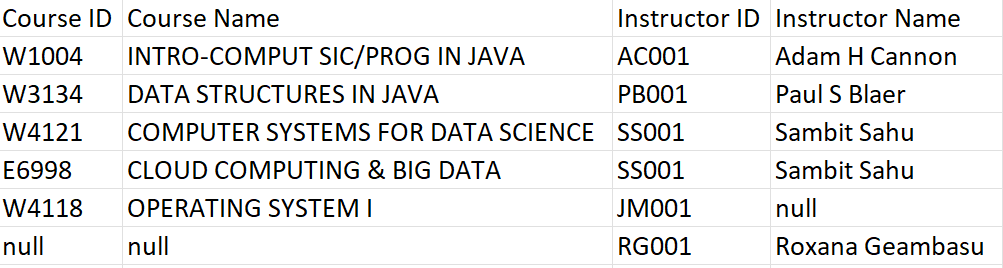 Course ID Course Name Instructor ID Instructor Name
W1004 INTRO-COMPUT SIC/PROG IN JAVA AC001 Adam H Cannon
W3134 DATA STRUCTURES IN JAVA PB001 Paul S Blaer
W4121 COMPUTER SYSTEMS FOR DATA SCIENCE SS001 Sambit Sahu
E6998 CLOUD COMPUTING & BIG DATA SS001 Sambit Sahu
W4118 OPERATING SYSTEM I JM001 null
null null RG001 Roxana Geambasu